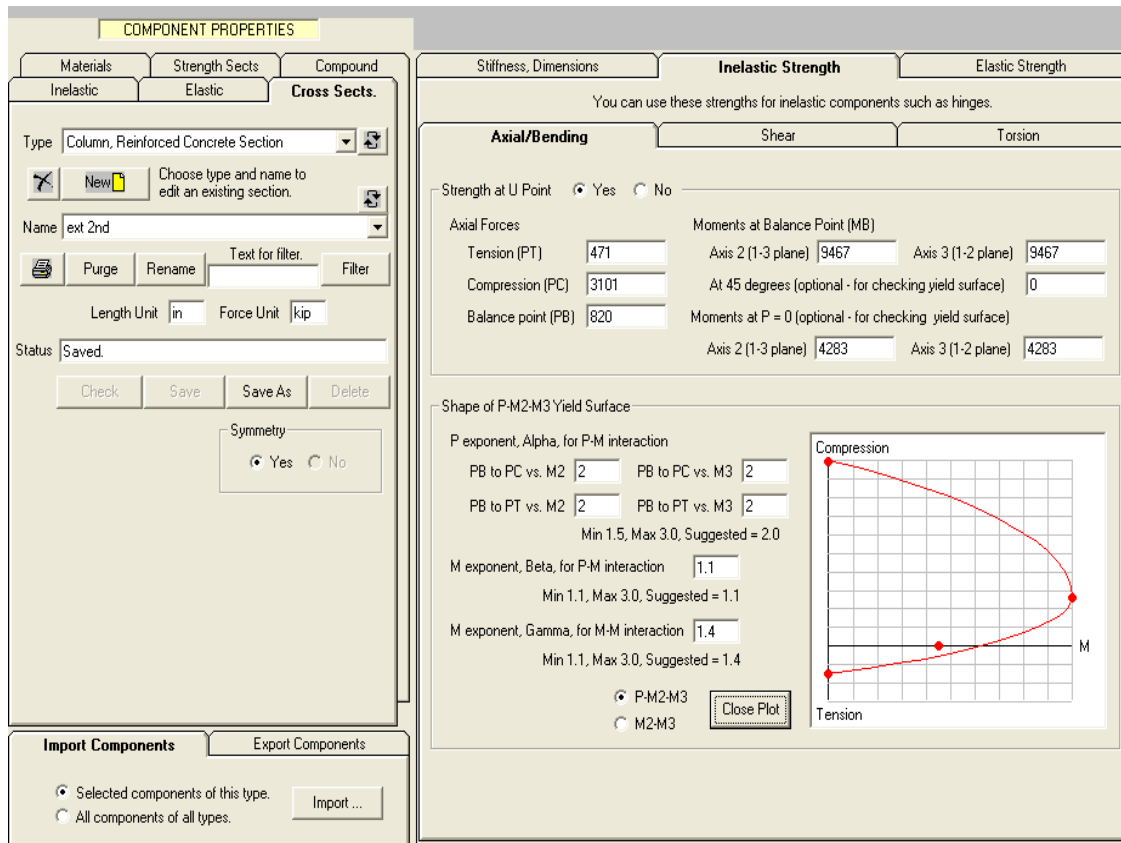 COMPONENT PROPERTIES
Materials Strength Sects Compound
Inelastic Elastic Cross Sects.
Type Column, Reinforced Concrete Section
New Choose type and name to
edit an existing section.
Name ext 2nd
Purge Rename Text for filter. Filter
Length Unit in Force Unit kip
Status Saved.
Check Save Save As Delete
Symmetry
Yes No
Import Components Export Components
Selected components of this type.
All components of all types.
Import ...
Stiffness, Dimensions Inelastic Strength Elastic Strength
You can use these strengths for inelastic components such as hinges.
Axial/Bending Shear Torsion
Strength at U Point Yes No
Axial Forces Moments at Balance Point (MB)
Tension (PT) 471 Axis 2 (1-3 plane) 9467 Axis 3 (1-2 plane) 9467
Compression (PC) 3101 At 45 degrees (optional - for checking yield surface) 0
Balance point (PB) 820 Moments at P = 0 (optional - for checking yield surface)
Axis 2 (1-3 plane) 4283 Axis 3 (1-2 plane) 4283
Shape of P-M2-M3 Yield Surface
P exponent, Alpha, for P-M interaction
PB to PC vs. M2 2 PB to PC vs. M3 2
PB to PT vs. M2 2 PB to PT vs. M3 2
Min 1.5, Max 3.0, Suggested = 2.0
M exponent, Beta, for P-M interaction 1.1
Min 1.1, Max 3.0, Suggested = 1.1
M exponent, Gamma, for M-M interaction 1.4
Min 1.1, Max 3.0, Suggested = 1.4
P-M2-M3
M2-M3
Close Plot
Compression
M
Tension